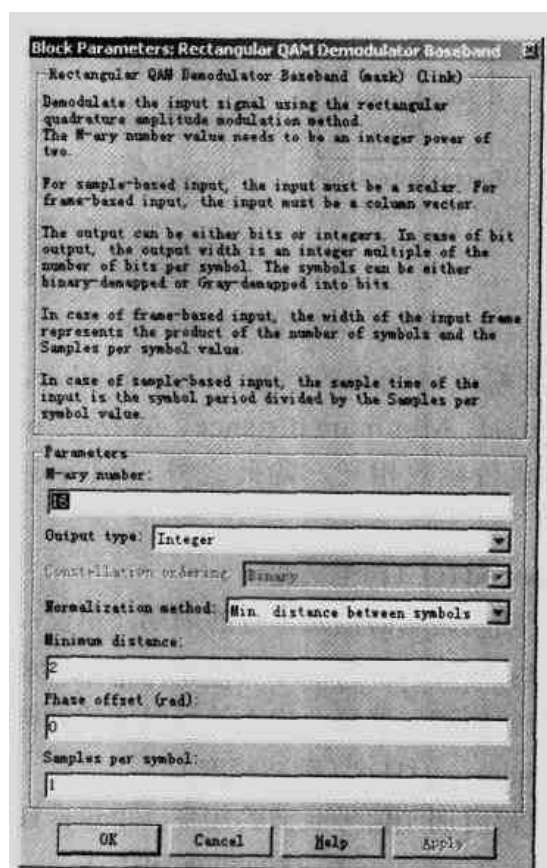 Block Parameters: Rectangular QAM Demodulator Baseband
Rectangular QAM Demodulator Baseband (mask) (link)
Demodulate the input signal using the rectangular
quadrature amplitude modulation method.
The M-ary number value needs to be an integer power of
two.
For sample-based input, the input must be a scalar. For
frame-based input, the input must be a column vector.
The output can be either bits or integers. In case of bit
output, the output width is an integer multiple of the
number of bits per symbol. The symbols can be either
binary-demapped or Gray-demapped into bits.
In case of frame-based input, the width of the input frame
represents the product of the number of symbols and the
Samples per symbol value.
In case of sample-based input, the sample time of the
input is the symbol period divided by the Samples per
symbol value.
Parameters
M-ary number:
16
Output type: Integer
Constellation ordering: Binary
Normalization method: Min. distance between symbols
Minimum distance:
2
Phase offset (rad):
0
Samples per symbol:
1
OK Cancel Help Apply